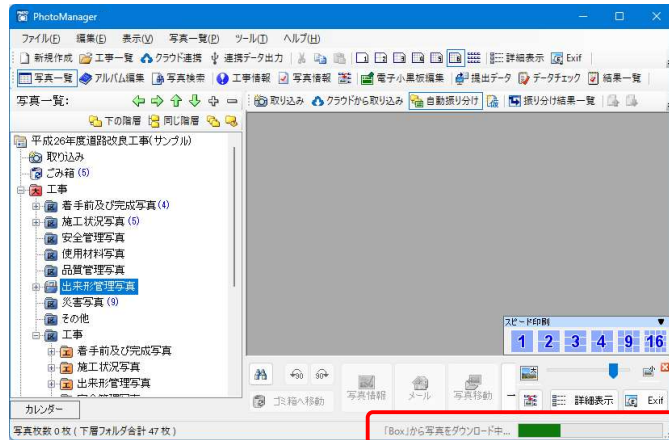 PhotoManager
ファイル(F) 編集(E) 表示(V) 写真一覧(P) ツール(T) ヘルプ(H)
新規作成 工事一覧 クラウド連携 連携データ出力 詳細表示 Exif
写真一覧 アルバム編集 写真検索 工事情報 写真情報 電子小黒板編集 提出データ データチェック 結果一覧
写真一覧: 取り込み クラウドから取り込み 自動振り分け 振り分け結果一覧
下の階層 同じ階層
平成26年度道路改良工事(サンプル)
取り込み
ごみ箱 (5)
工事
着手前及び完成写真 (4)
施工状況写真 (5)
安全管理写真
使用材料写真
品質管理写真
出来形管理写真
災害写真 (9)
その他
工事
着手前及び完成写真
施工状況写真
出来形管理写真
スピード印刷
1 2 3 4 9 16
90 90
ゴミ箱へ移動 写真情報 メール 写真移動 詳細表示 Exif
カレンダー
写真枚数 0 枚 (下層フォルダ合計 47 枚)
「Box」から写真をダウンロード中...